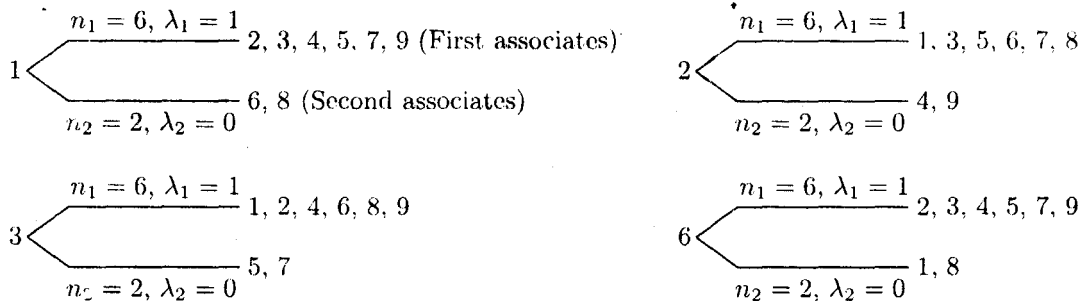 n₁ = 6, λ₁ = 1
2, 3, 4, 5, 7, 9 (First associates)
1
6, 8 (Second associates)
n₂ = 2, λ₂ = 0
n₁ = 6, λ₁ = 1
1, 3, 5, 6, 7, 8
2
4, 9
n₂ = 2, λ₂ = 0
n₁ = 6, λ₁ = 1
1, 2, 4, 6, 8, 9
3
5, 7
n₂ = 2, λ₂ = 0
n₁ = 6, λ₁ = 1
2, 3, 4, 5, 7, 9
6
1, 8
n₂ = 2, λ₂ = 0